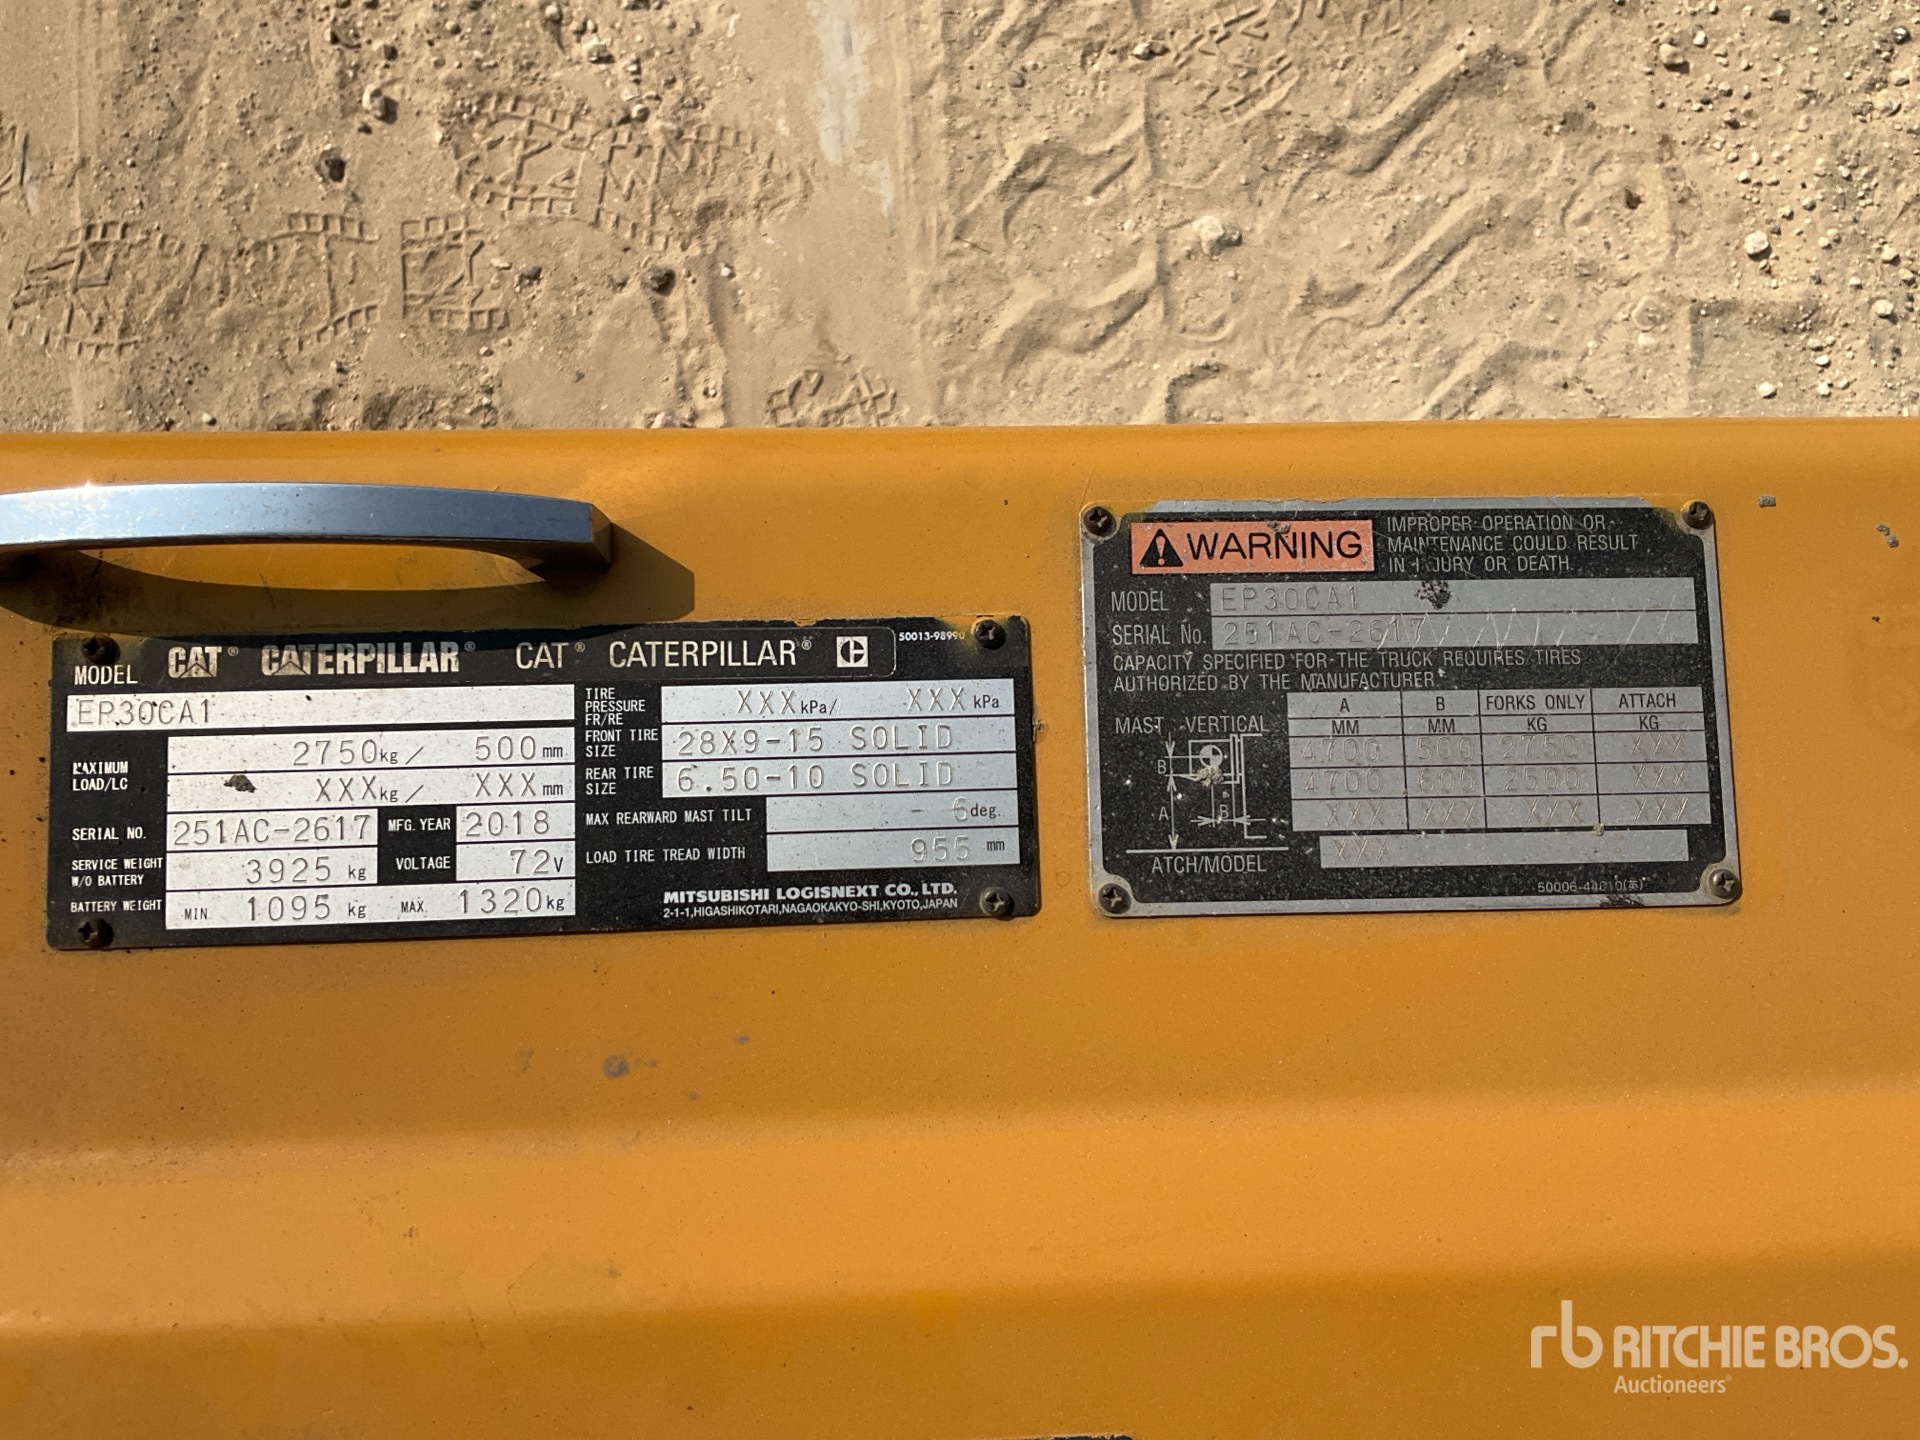 CAT® CATERPILLAR® CAT® CATERPILLAR®
MODEL
EP30CA1
MAXIMUM LOAD/LC
2750 kg / 500 mm
XXX kg / XXX mm
SERIAL NO. 251AC-2617 MFG. YEAR 2018
SERVICE WEIGHT W/O BATTERY 3925 kg VOLTAGE 72 V
BATTERY WEIGHT MIN 1095 kg MAX. 1320 kg
TIRE PRESSURE FR/RE XXX kPa/ XXX kPa
FRONT TIRE SIZE 28X9-15 SOLID
REAR TIRE SIZE 6.50-10 SOLID
MAX REARWARD MAST TILT - 6 deg.
LOAD TIRE TREAD WIDTH 955 mm
MITSUBISHI LOGISNEXT CO., LTD.
2-1-1, HIGASHIKOTARI, NAGAOKAKYO-SHI, KYOTO, JAPAN
WARNING
IMPROPER OPERATION OR
MAINTENANCE COULD RESULT
IN INJURY OR DEATH.
MODEL EP30CA1
SERIAL No. 251AC-2617
CAPACITY SPECIFIED FOR THE TRUCK REQUIRES TIRES
AUTHORIZED BY THE MANUFACTURER.
MAST VERTICAL
A B FORKS ONLY ATTACH
MM MM KG KG
4700 500 2750 XXX
4700 600 2500 XXX
XXX XX XXX XXX
B
A
B
ATCH/MODEL XXX
rb RITCHIE BROS.
Auctioneers